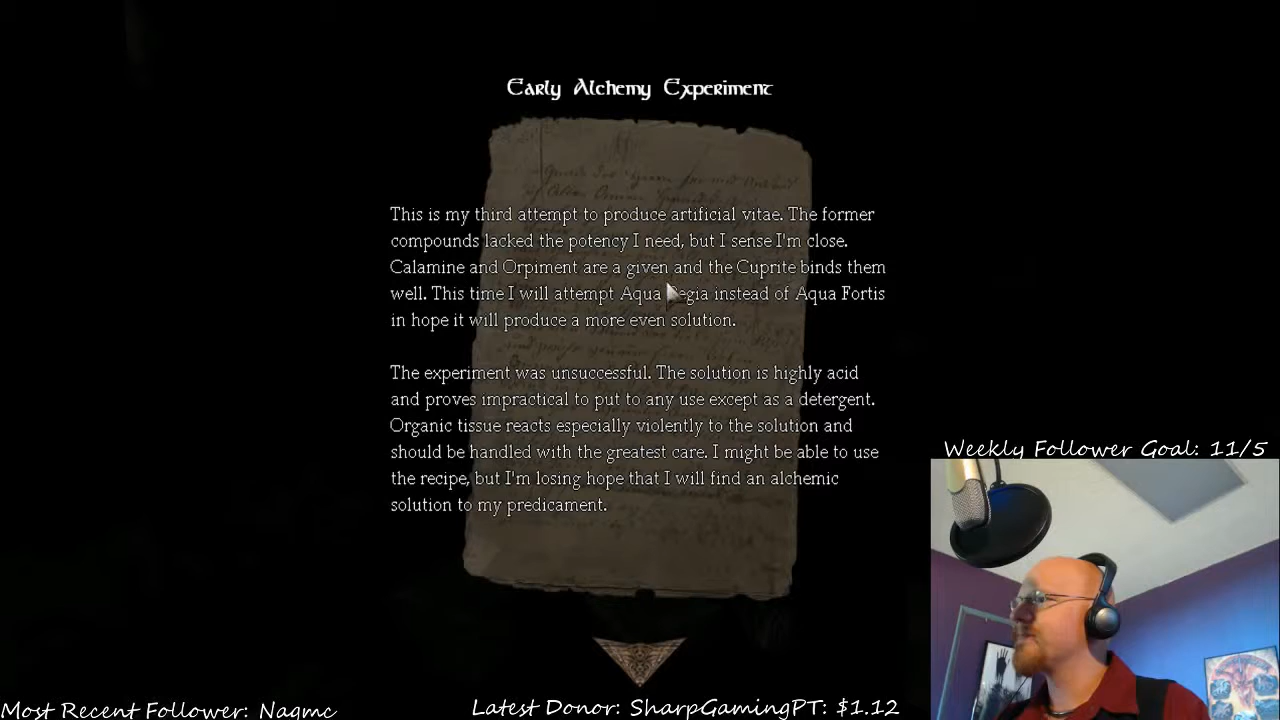 Early Alchemy Experiment
This is my third attempt to produce artificial vitae. The former
compounds lacked the potency I need, but I sense I'm close.
Calamine and Orpiment are a given and the Cuprite binds them
well. This time I will attempt Aqua Regia instead of Aqua Fortis
in hope it will produce a more even solution.
The experiment was unsuccessful. The solution is highly acid
and proves impractical to put to any use except as a detergent.
Organic tissue reacts especially violently to the solution and
should be handled with the greatest care. I might be able to use
the recipe, but I'm losing hope that I will find an alchemic
solution to my predicament.
Weekly Follower Goal: 11/5
Most Recent Follower: Naqmc
Latest Donor: SharpGamingPT: $1.12